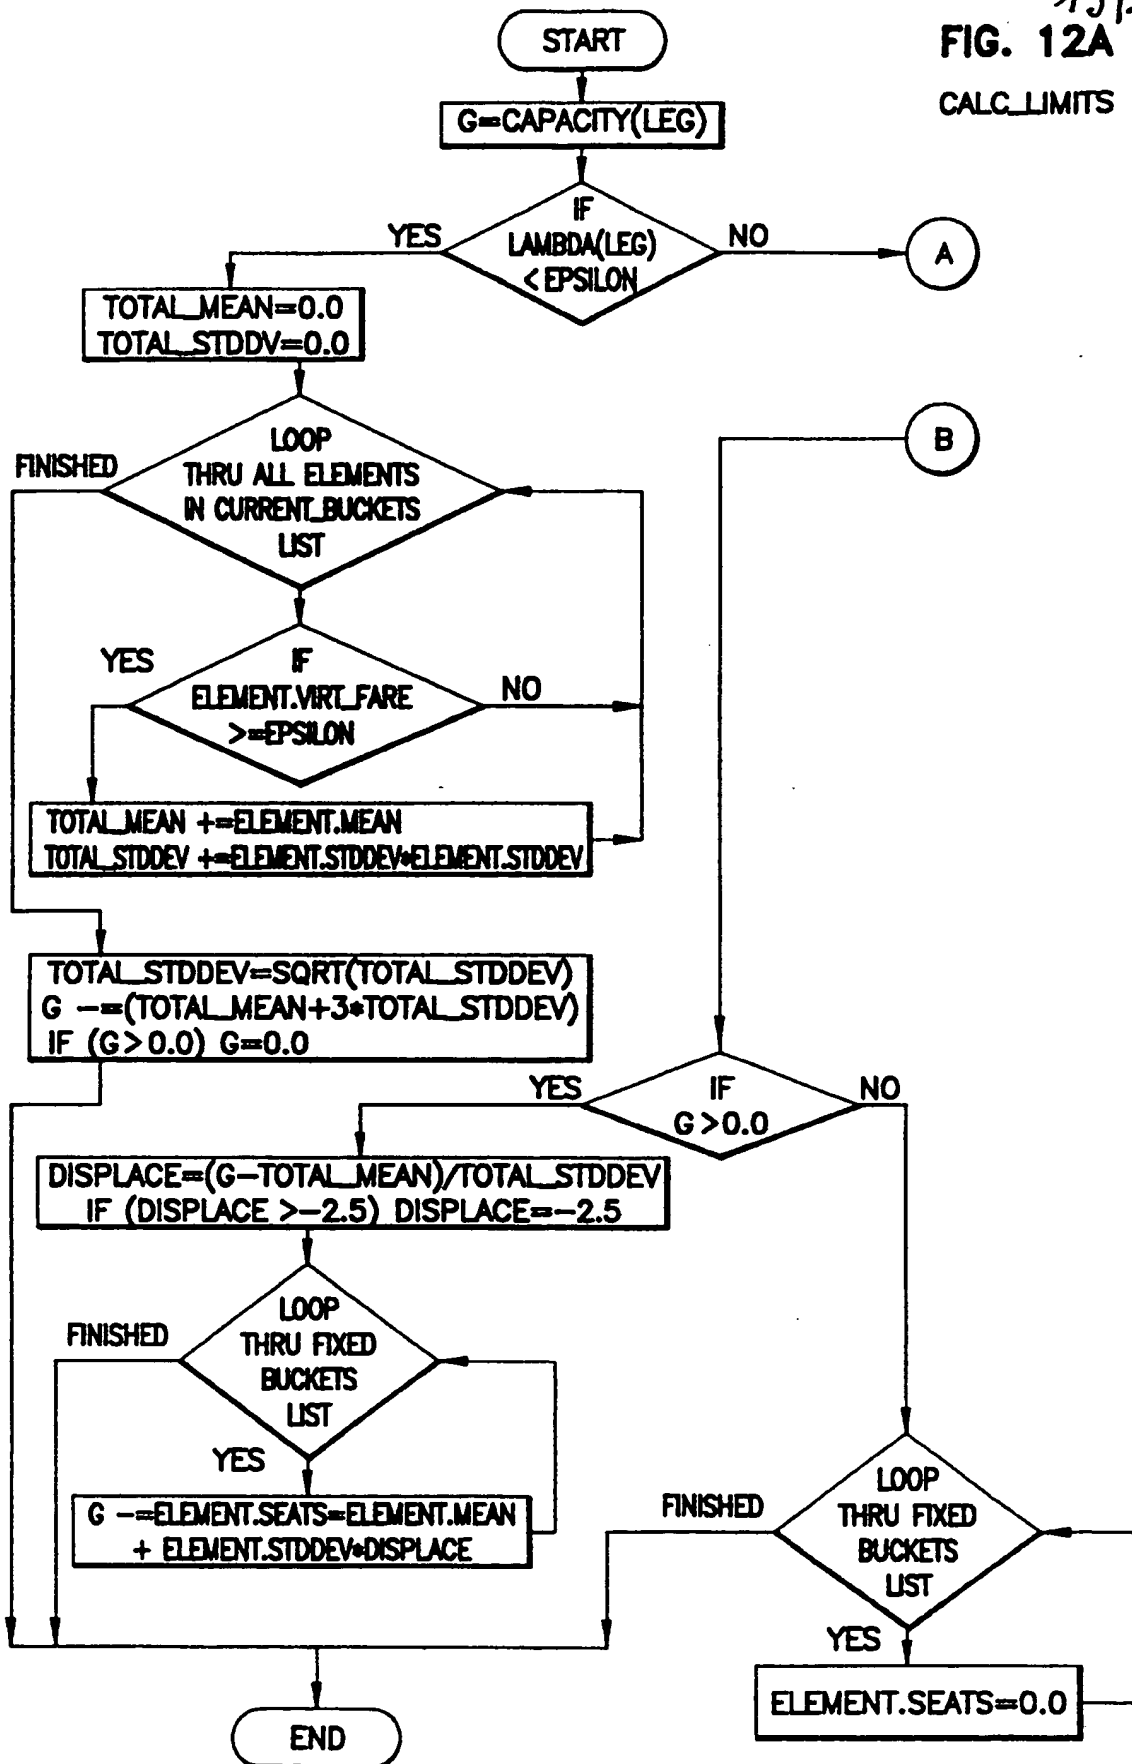 FIG. 12A
CALC_LIMITS
START
G=CAPACITY(LEG)
IF
LAMBDA(LEG)
< EPSILON
YES
NO
A
TOTAL_MEAN=0.0
TOTAL_STDDV=0.0
B
LOOP
THRU ALL ELEMENTS
IN CURRENT_BUCKETS
LIST
FINISHED
IF
ELEMENT.VIRT_FARE
>=EPSILON
YES
NO
TOTAL_MEAN +=ELEMENT.MEAN
TOTAL_STDDEV +=ELEMENT.STDDEV*ELEMENT.STDDEV
TOTAL_STDDEV=SQRT(TOTAL_STDDEV)
G -=(TOTAL_MEAN+3*TOTAL_STDDEV)
IF (G>0.0) G=0.0
IF
G>0.0
YES
NO
DISPLACE=(G-TOTAL_MEAN)/TOTAL_STDDEV
IF (DISPLACE >-2.5) DISPLACE=-2.5
LOOP
THRU FIXED
BUCKETS
LIST
FINISHED
YES
G -=ELEMENT.SEATS=ELEMENT.MEAN
+ ELEMENT.STDDEV*DISPLACE
LOOP
THRU FIXED
BUCKETS
LIST
FINISHED
YES
ELEMENT.SEATS=0.0
END